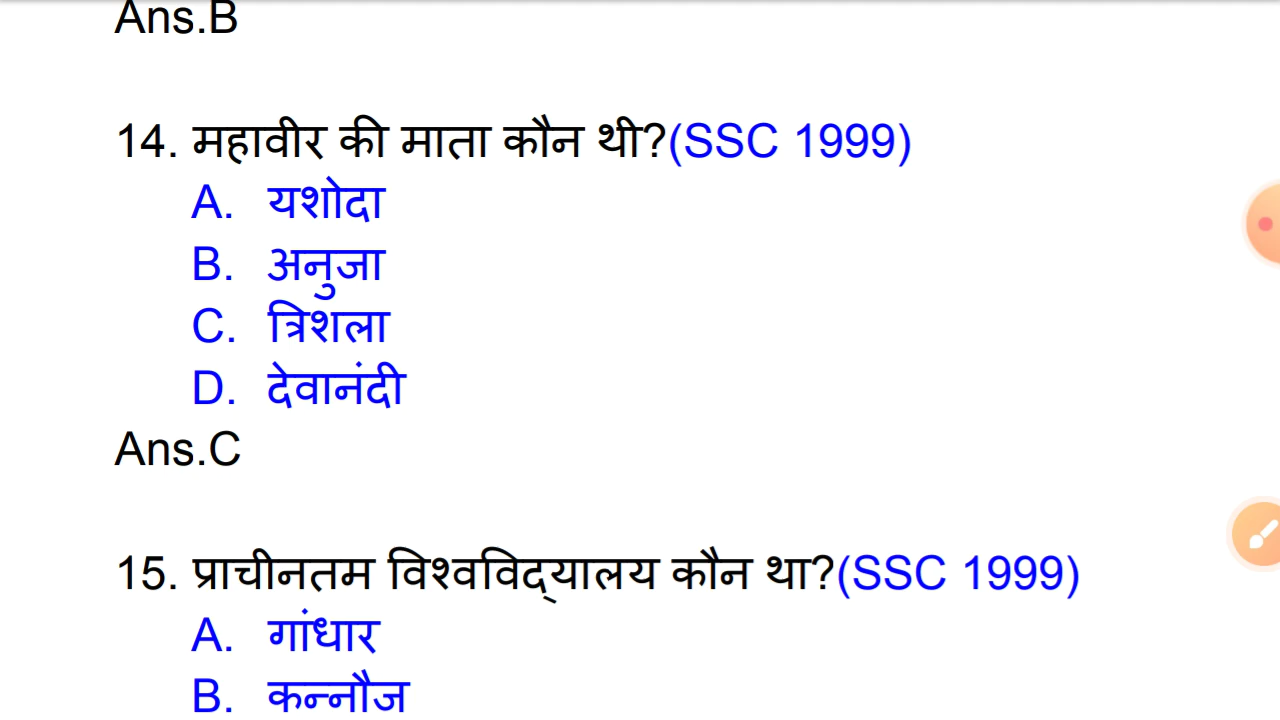 Ans.B
14. महावीर की माता कौन थी?(SSC 1999)
A. यशोदा
B. अनुजा
C. त्रिशला
D. देवानंदी
Ans.C
15. प्राचीनतम विश्वविद्यालय कौन था?(SSC 1999)
A. गांधार
B. कन्नौज